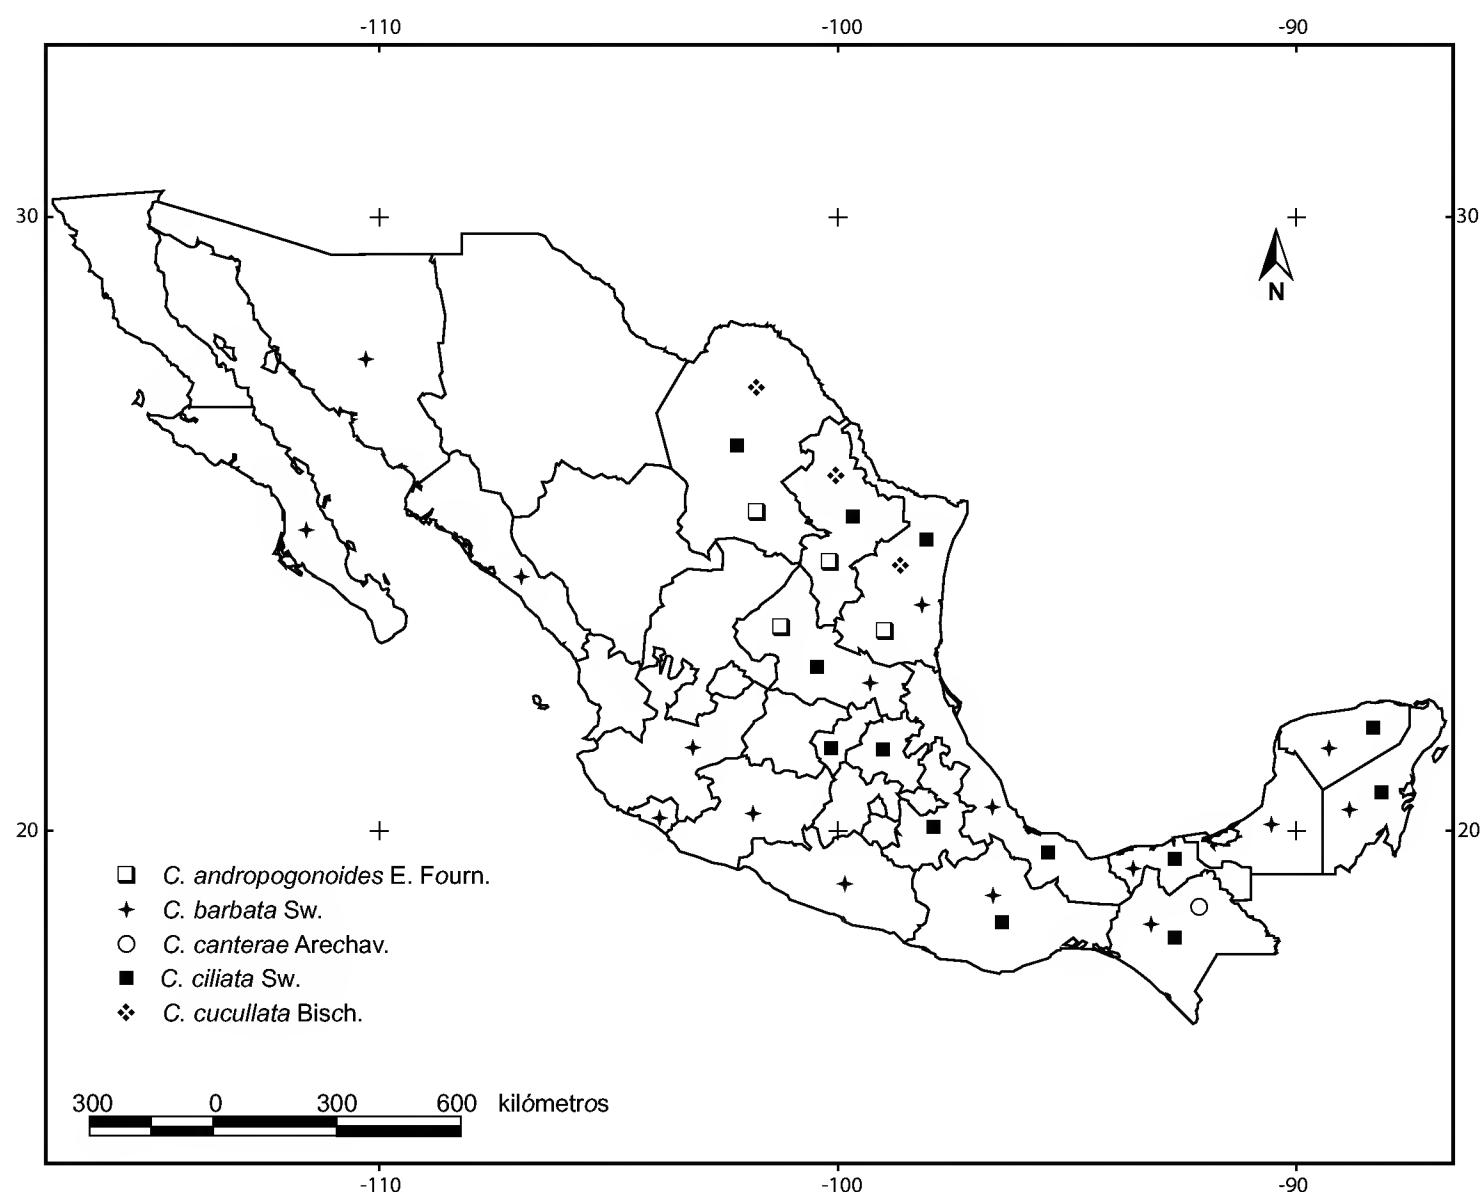 -110 -100 -90
30 30
N
20 20
C. andropogonoides E. Fourn.
C. barbata Sw.
C. canterae Arechav.
C. ciliata Sw.
C. cucullata Bisch.
300 0 300 600 kilómetros
-110 -100 -90